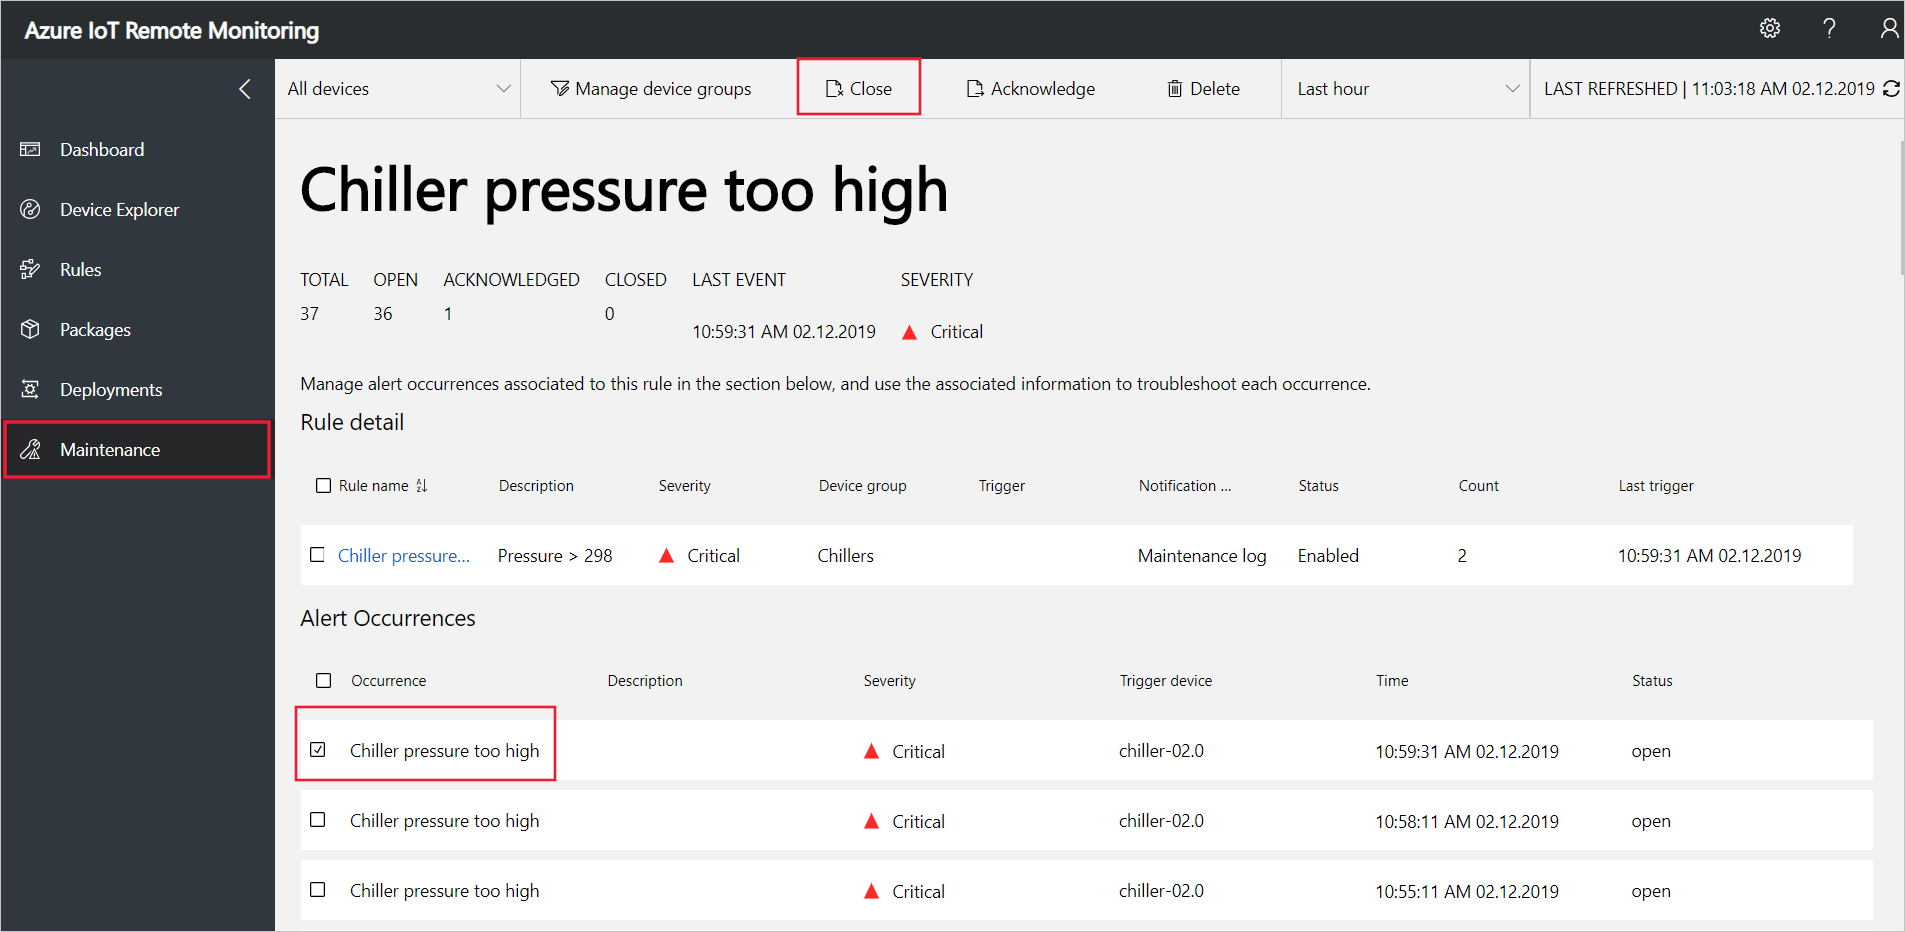 Azure IoT Remote Monitoring
?
All devices
Manage device groups
Close
Acknowledge
Delete
Last hour
LAST REFRESHED | 11:03:18 AM 02.12.2019
Dashboard
Device Explorer
Rules
Packages
Deployments
Maintenance
Chiller pressure too high
TOTAL OPEN ACKNOWLEDGED CLOSED LAST EVENT SEVERITY
37 36 1 0
10:59:31 AM 02.12.2019 Critical
Manage alert occurrences associated to this rule in the section below, and use the associated information to troubleshoot each occurrence.
Rule detail
Rule name Description Severity Device group Trigger Notification ... Status Count Last trigger
Chiller pressure... Pressure > 298 Critical Chillers Maintenance log Enabled 2 10:59:31 AM 02.12.2019
Alert Occurrences
Occurrence Description Severity Trigger device Time Status
Chiller pressure too high Critical chiller-02.0 10:59:31 AM 02.12.2019 open
Chiller pressure too high Critical chiller-02.0 10:58:11 AM 02.12.2019 open
Chiller pressure too high Critical chiller-02.0 10:55:11 AM 02.12.2019 open